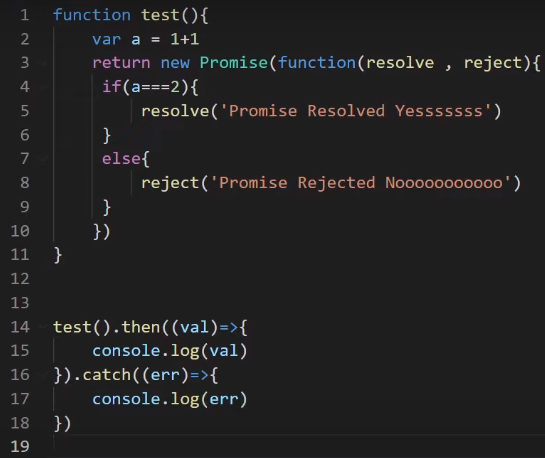 1 function test(){
2 var a = 1+1
3 return new Promise(function(resolve , reject){
4 if(a===2){
5 resolve('Promise Resolved Yesssssss')
6 }
7 else{
8 reject('Promise Rejected Nooooooooooo')
9 }
10 })
11 }
12
13
14 test().then((val)=>{
15 console.log(val)
16 }).catch((err)=>{
17 console.log(err)
18 })
19